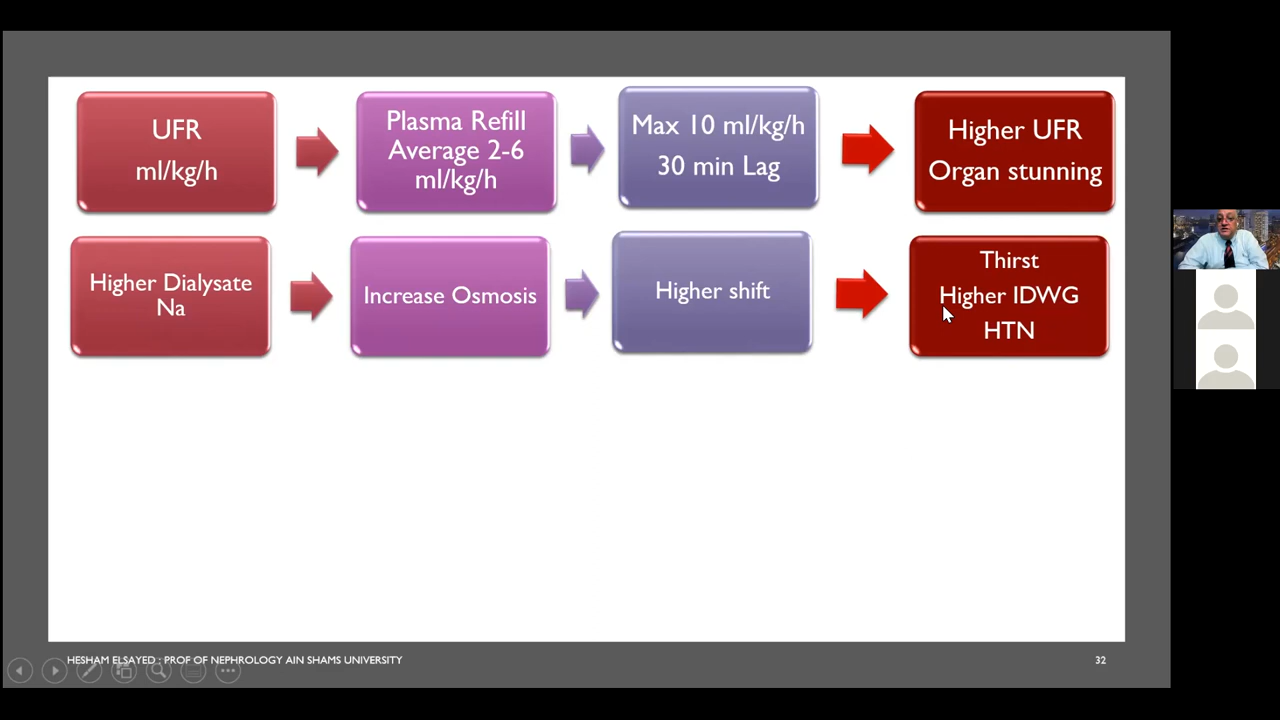 UFR
ml/kg/h
Plasma Refill
Average 2-6
ml/kg/h
Max 10 ml/kg/h
30 min Lag
Higher UFR
Organ stunning
Higher Dialysate
Na
Increase Osmosis
Higher shift
Thirst
Higher IDWG
HTN
HESHAM ELSAYED : PROF OF NEPHROLOGY AIN SHAMS UNIVERSITY
32